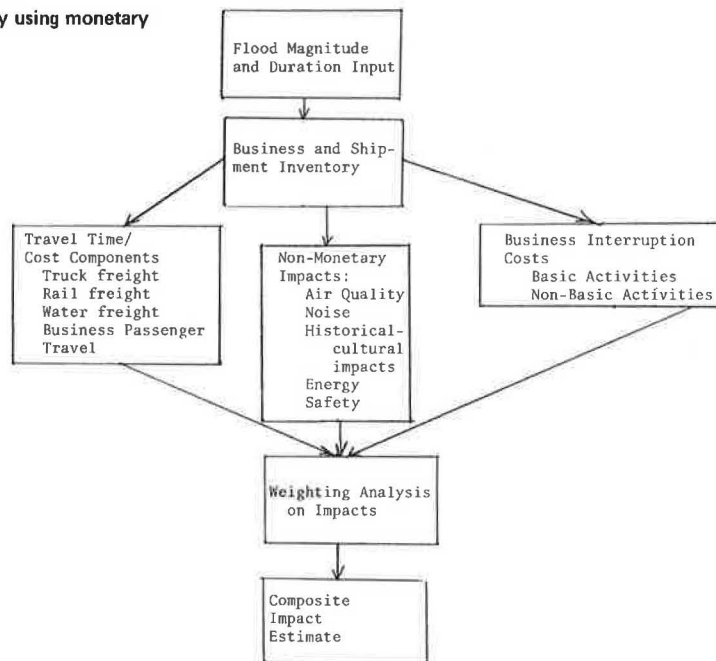 y using monetary
Flood Magnitude
and Duration Input
Business and Ship-
ment Inventory
Travel Time/
Cost Components
Truck freight
Rail freight
Water freight
Business Passenger
Travel
Non-Monetary
Impacts:
Air Quality
Noise
Historical-
cultural
impacts
Energy
Safety
Business Interruption
Costs
Basic Activities
Non-Basic Activities
Weighting Analysis
on Impacts
Composite
Impact
Estimate